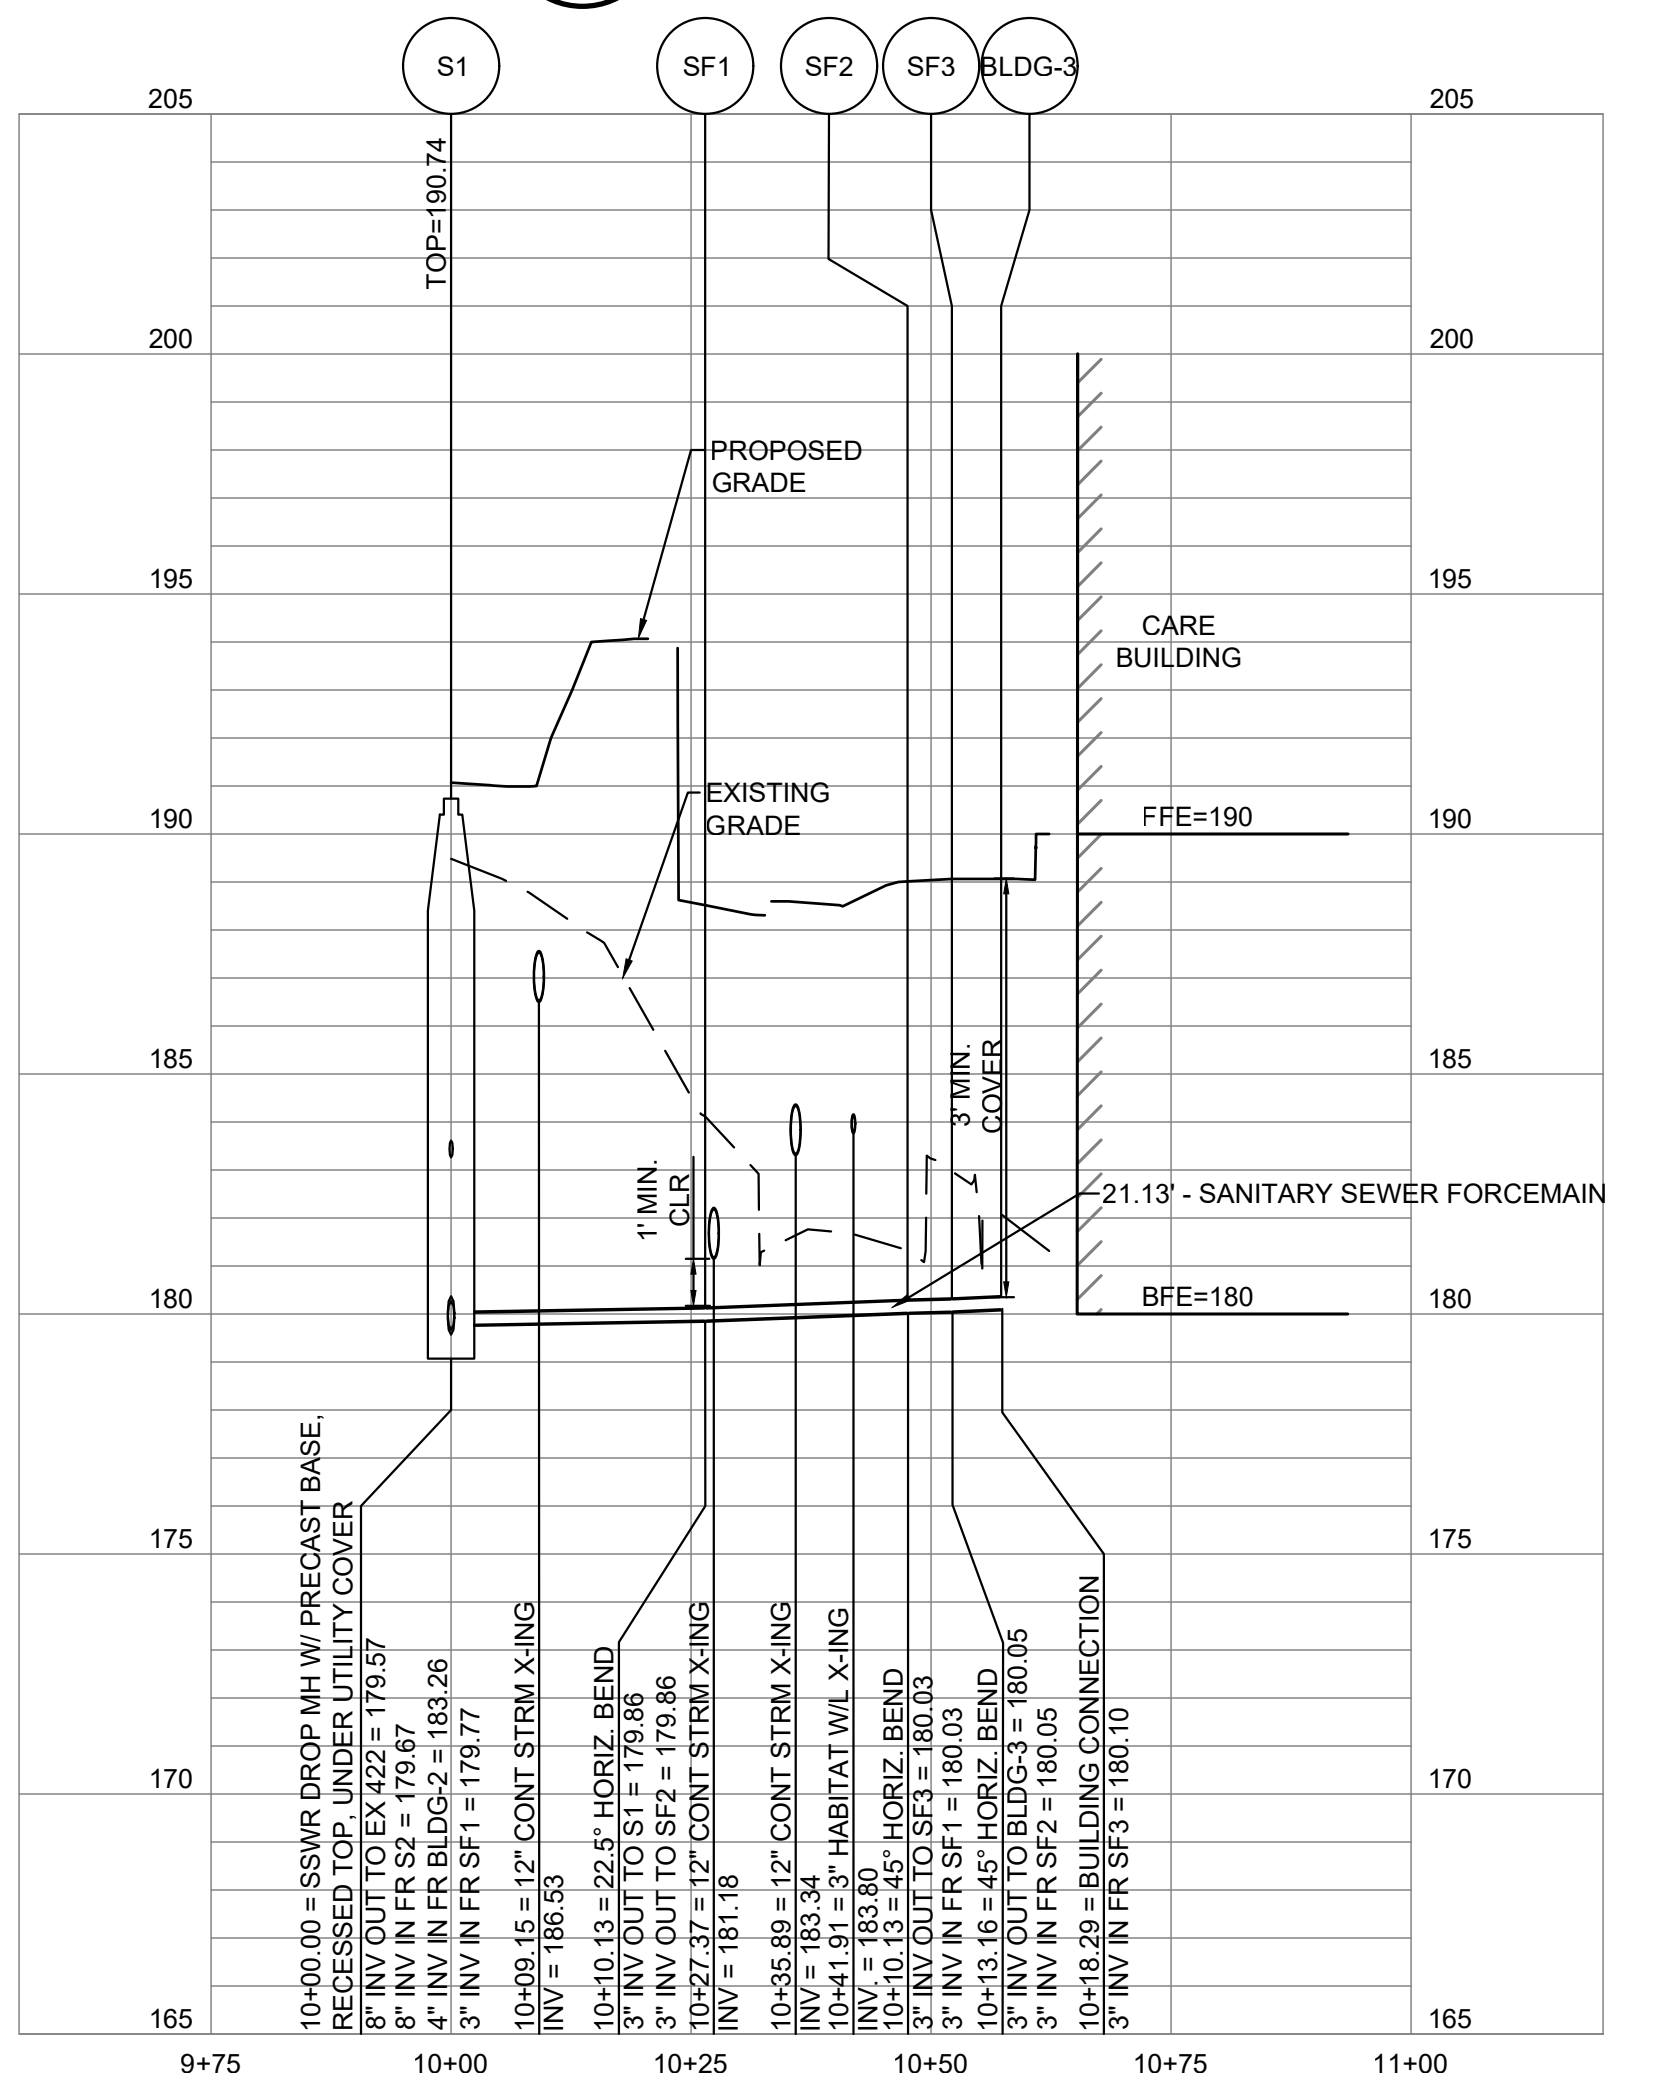 S1
SF1
SF2
SF3
BLDG-3
205
205
TOP=190.74
200
200
PROPOSED
GRADE
195
195
CARE
BUILDING
EXISTING
GRADE
190
FFE=190
190
185
185
3' MIN.
COVER
1' MIN.
CLR
21.13' - SANITARY SEWER FORCEMAIN
180
BFE=180
180
175
175
170
170
165
165
10+00.00 = SSWR DROP MH W/ PRECAST BASE,
RECESSED TOP, UNDER UTILITY COVER
8" INV OUT TO EX 422 = 179.57
8" INV IN FR S2 = 179.67
4" INV IN FR BLDG-2 = 183.26
3" INV IN FR SF1 = 179.77
10+09.15 = 12" CONT STRM X-ING
INV = 186.53
10+10.13 = 22.5° HORIZ. BEND
3" INV OUT TO S1 = 179.86
3" INV OUT TO SF2 = 179.86
10+27.37 = 12" CONT STRM X-ING
INV = 181.18
10+35.89 = 12" CONT STRM X-ING
INV = 183.34
10+41.91 = 3" HABITAT W/L X-ING
INV. = 183.80
10+10.13 = 45° HORIZ. BEND
3" INV OUT TO SF3 = 180.03
3" INV IN FR SF1 = 180.03
10+13.16 = 45° HORIZ. BEND
3" INV OUT TO BLDG-3 = 180.05
3" INV IN FR SF2 = 180.05
10+18.29 = BUILDING CONNECTION
3" INV IN FR SF3 = 180.10
9+75
10+00
10+25
10+50
10+75
11+00